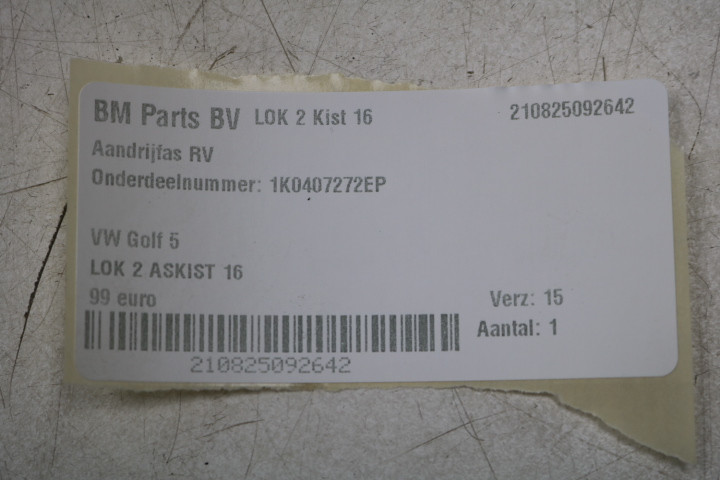 BM Parts BV LOK 2 Kist 16 210825092642
Aandrijfas RV
Onderdeelnummer: 1K0407272EP
VW Golf 5
LOK 2 ASKIST 16
99 euro Verz: 15
Aantal: 1
210825092642